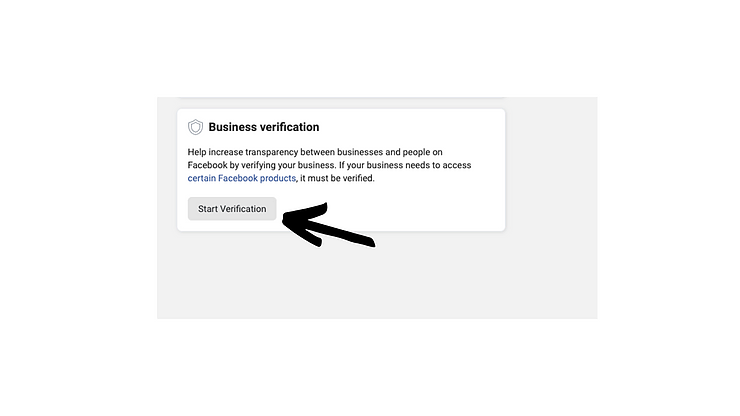 Business verification
Help increase transparency between businesses and people on
Facebook by verifying your business. If your business needs to access
certain Facebook products, it must be verified.
Start Verification